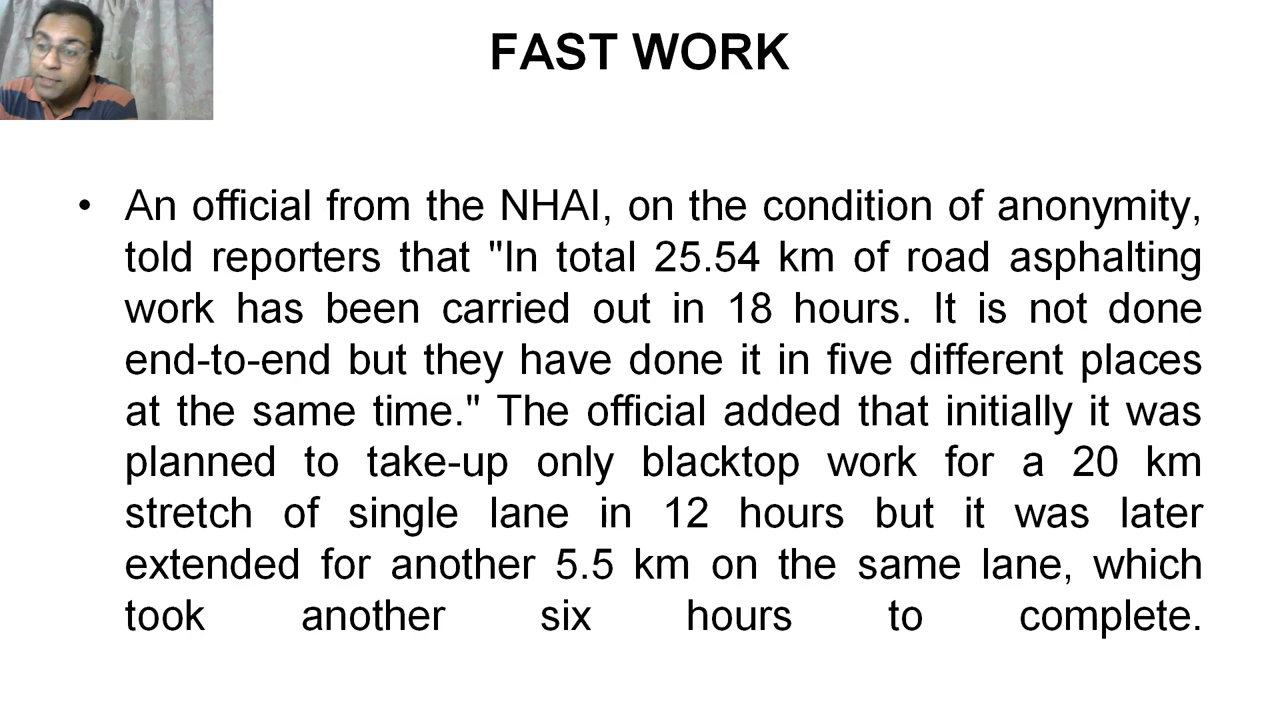 FAST WORK
• An official from the NHAI, on the condition of anonymity,
told reporters that "In total 25.54 km of road asphalting
work has been carried out in 18 hours. It is not done
end-to-end but they have done it in five different places
at the same time." The official added that initially it was
planned to take-up only blacktop work for a 20 km
stretch of single lane in 12 hours but it was later
extended for another 5.5 km on the same lane, which
took another six hours to complete.